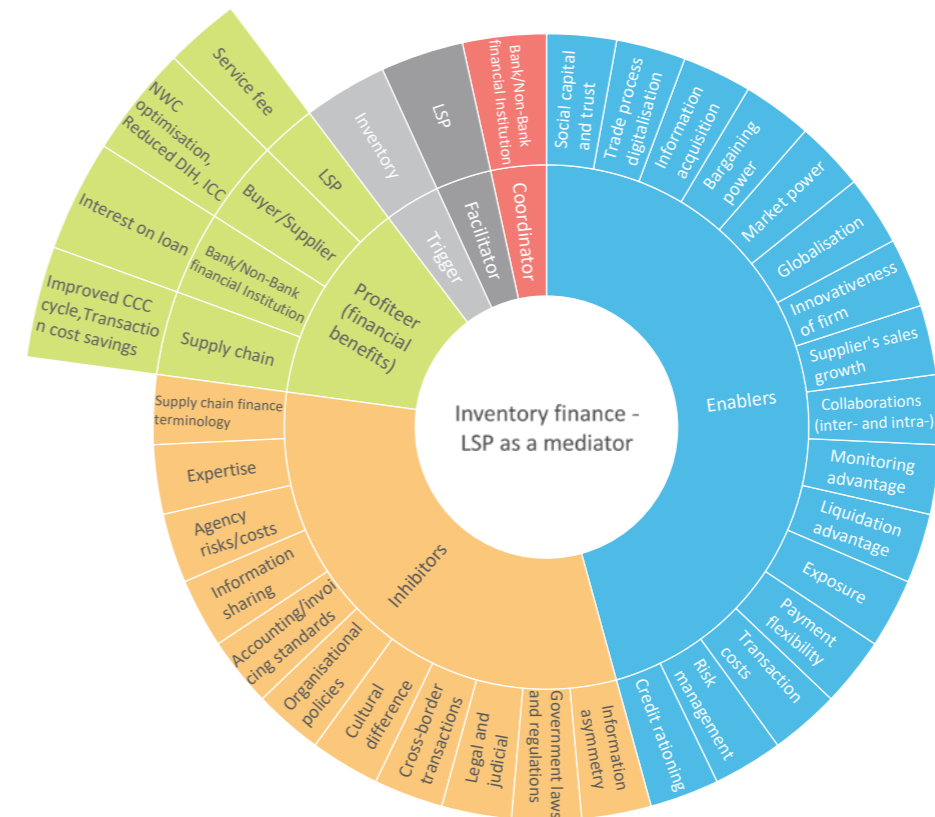 Inventory finance -
LSP as a mediator
Enablers
Social capital
and trust
Trade process
digitalisation
Information
acquisition
Bargaining
power
Market power
Globalisation
Innovativeness
of firm
Supplier's sales
growth
Collaborations
(inter- and intra-)
Monitoring
advantage
Liquidation
advantage
Exposure
Payment
flexibility
Transaction
costs
Risk
management
Credit rationing
Inhibitors
Information
asymmetry
Government laws
and regulations
Legal and
judicial
Cross-border
transactions
Cultural
difference
Organisational
policies
Accounting/invoi
cing standards
Information
sharing
Agency
risks/costs
Expertise
Supply chain finance
terminology
Profiteer
(financial
benefits)
Supply chain
Improved CCC
cycle,Transactio
n cost savings
Bank/Non-Bank
financial Institution
Interest on loan
Buyer/Supplier
NWC
optimisation,
Reduced DIH, ICC
LSP
Service fee
Trigger
Inventory
Facilitator
LSP
Coordinator
Bank/Non-Bank
financial Institution